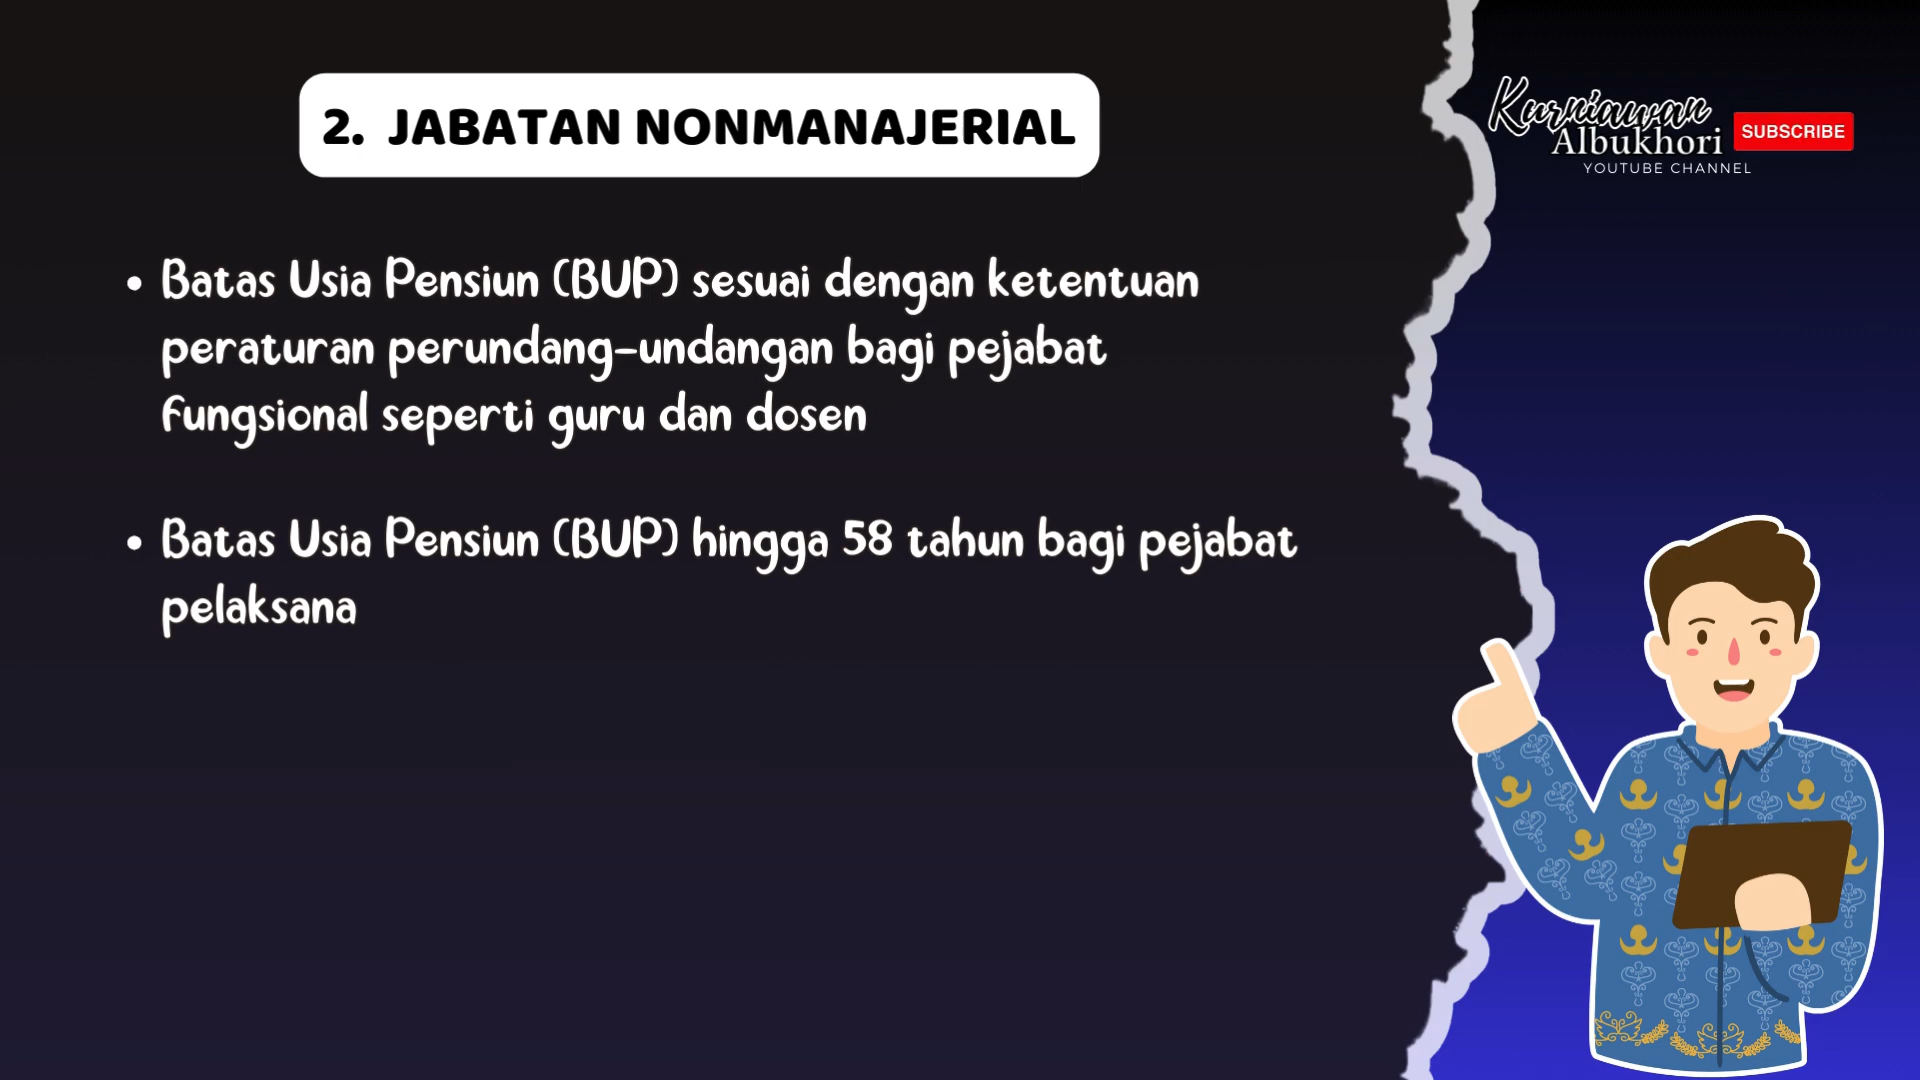 2. JABATAN NONMANAJERIAL
Kurniawan
Albukhori
SUBSCRIBE
YOUTUBE CHANNEL
• Batas Usia Pensiun (BUP) sesuai dengan ketentuan
peraturan perundang-undangan bagi pejabat
fungsional seperti guru dan dosen
• Batas Usia Pensiun (BUP) hingga 58 tahun bagi pejabat
pelaksana